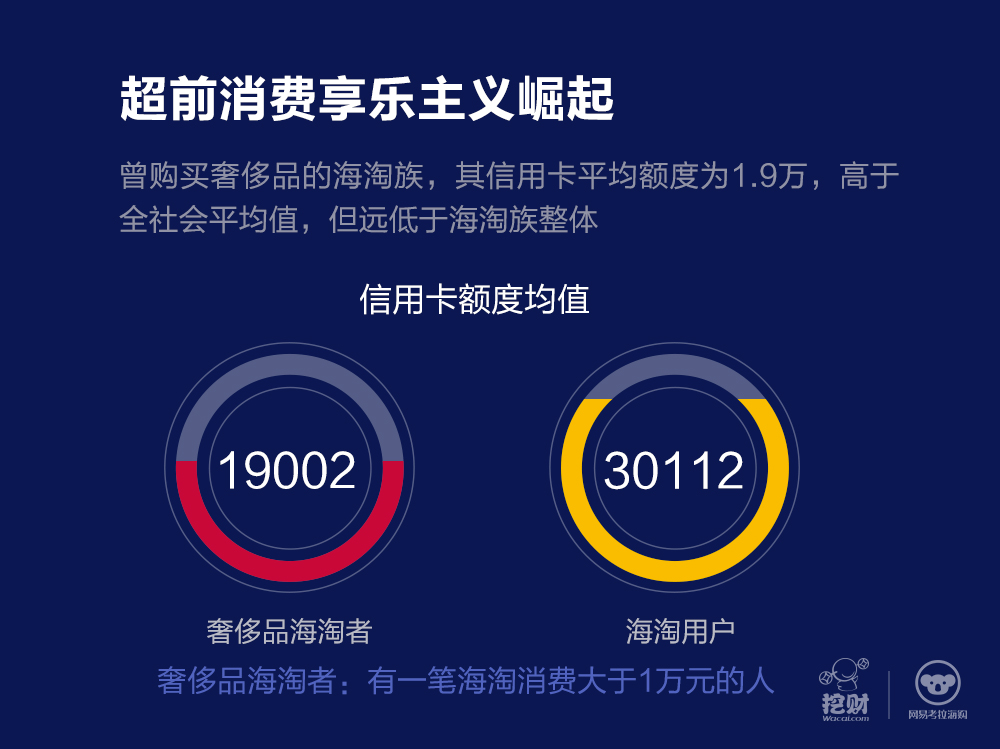 超前消费享乐主义崛起
曾购买奢侈品的海淘族，其信用卡平均额度为1.9万，高于
全社会平均值，但远低于海淘族整体
信用卡额度均值
19002
30112
奢侈品海淘者
海淘用户
奢侈品海淘者：有一笔海淘消费大于1万元的人
挖财
Wacai.com
网易考拉海购